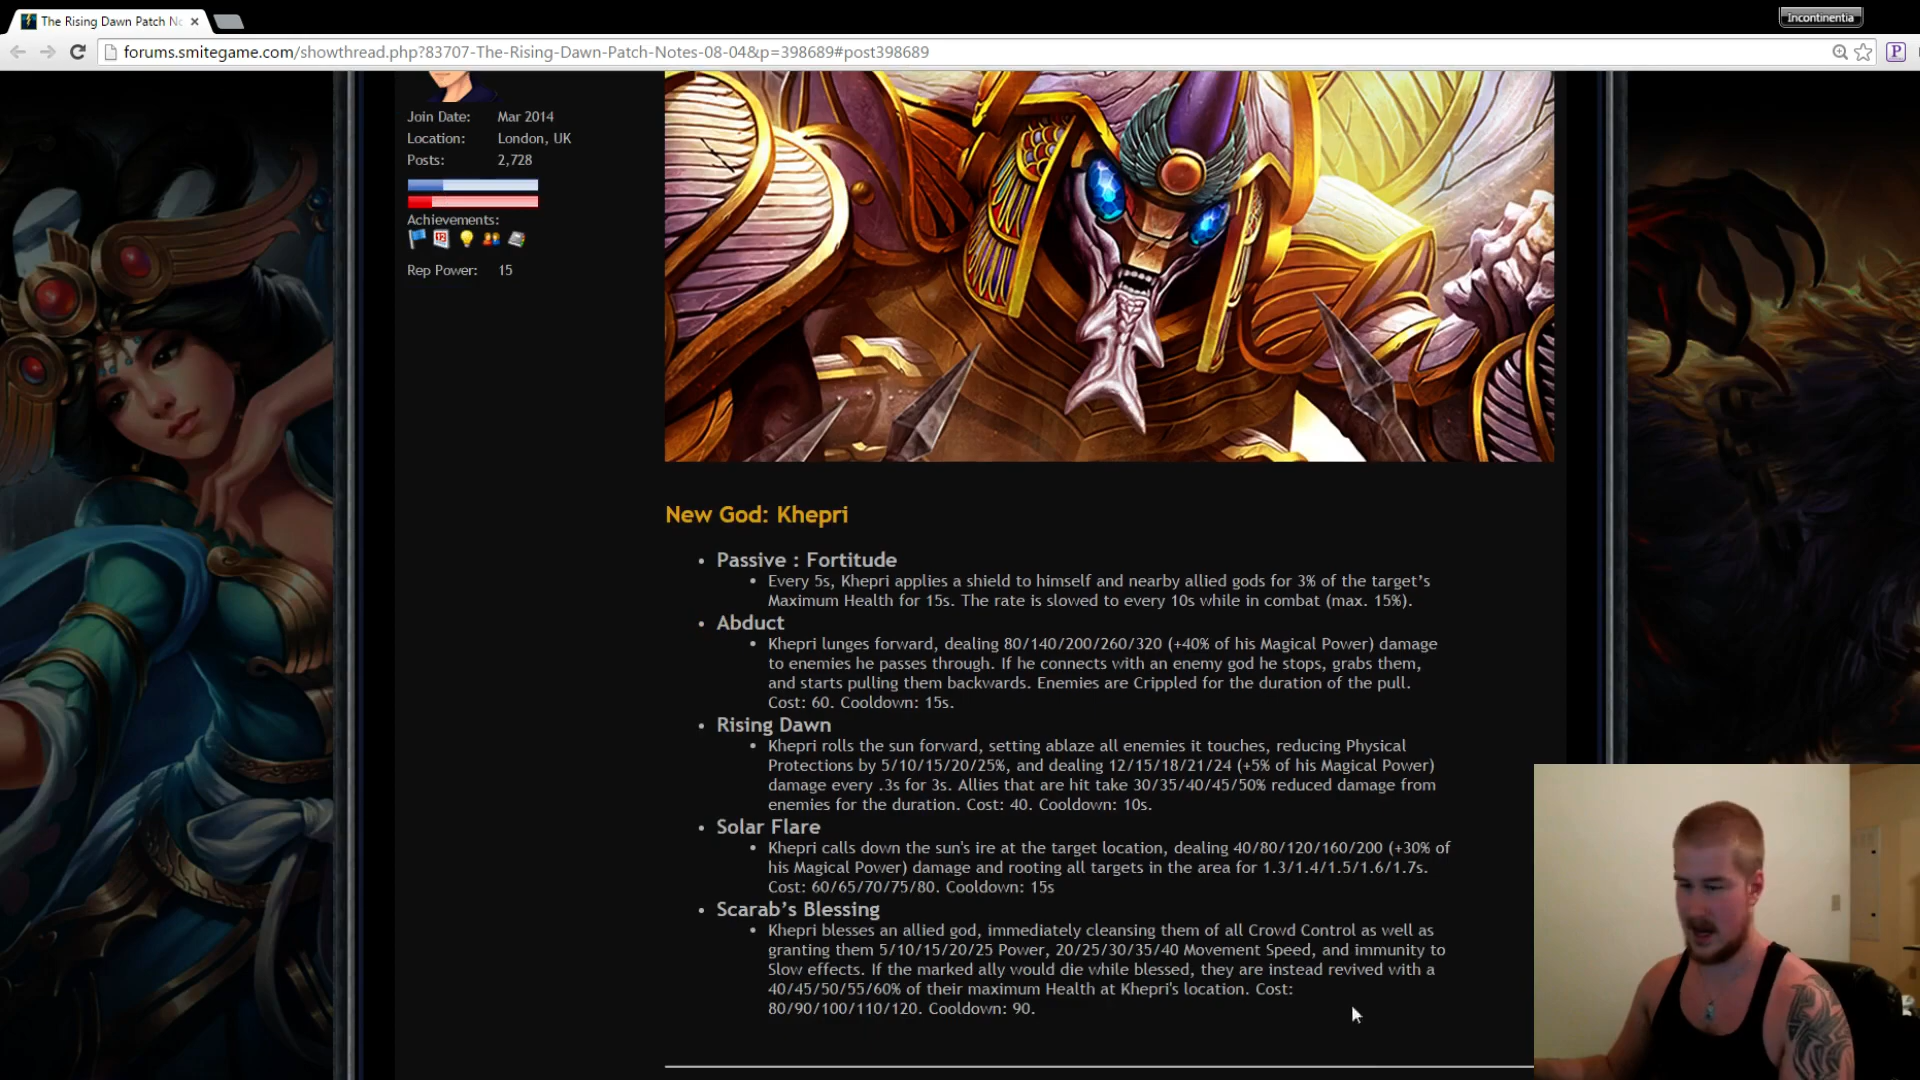 The Rising Dawn Patch No
Incontinentia
forums.smitegame.com/showthread.php?83707-The-Rising-Dawn-Patch-Notes-08-04&p=398689#post398689
Join Date: Mar 2014
Location: London, UK
Posts: 2,728
Achievements:
Rep Power: 15
New God: Khepri
Passive : Fortitude
Every 5s, Khepri applies a shield to himself and nearby allied gods for 3% of the target’s
Maximum Health for 15s. The rate is slowed to every 10s while in combat (max. 15%).
Abduct
Khepri lunges forward, dealing 80/140/200/260/320 (+40% of his Magical Power) damage
to enemies he passes through. If he connects with an enemy god he stops, grabs them,
and starts pulling them backwards. Enemies are Crippled for the duration of the pull.
Cost: 60. Cooldown: 15s.
Rising Dawn
Khepri rolls the sun forward, setting ablaze all enemies it touches, reducing Physical
Protections by 5/10/15/20/25%, and dealing 12/15/18/21/24 (+5% of his Magical Power)
damage every .3s for 3s. Allies that are hit take 30/35/40/45/50% reduced damage from
enemies for the duration. Cost: 40. Cooldown: 10s.
Solar Flare
Khepri calls down the sun's ire at the target location, dealing 40/80/120/160/200 (+30% of
his Magical Power) damage and rooting all targets in the area for 1.3/1.4/1.5/1.6/1.7s.
Cost: 60/65/70/75/80. Cooldown: 15s
Scarab’s Blessing
Khepri blesses an allied god, immediately cleansing them of all Crowd Control as well as
granting them 5/10/15/20/25 Power, 20/25/30/35/40 Movement Speed, and immunity to
Slow effects. If the marked ally would die while blessed, they are instead revived with a
40/45/50/55/60% of their maximum Health at Khepri's location. Cost:
80/90/100/110/120. Cooldown: 90.